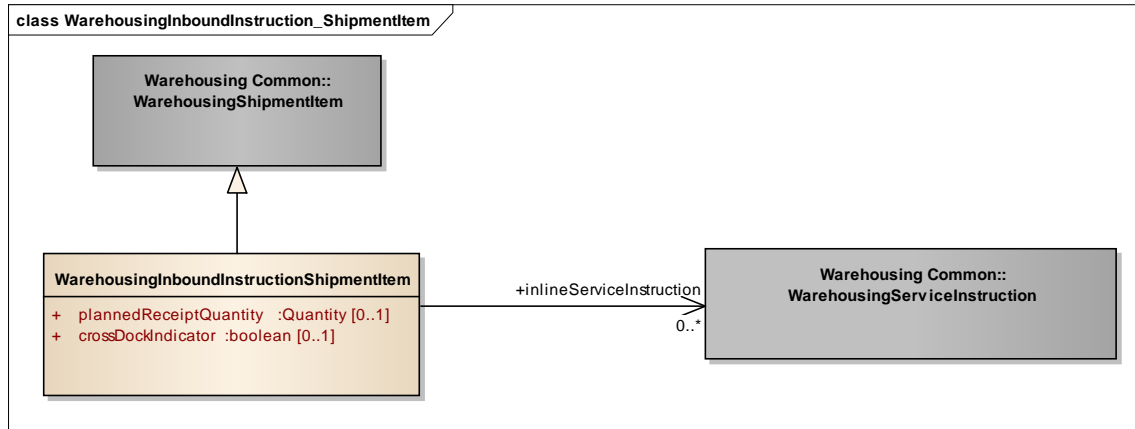 class WarehousingInboundInstruction_ShipmentItem
Warehousing Common::
WarehousingShipmentItem
WarehousingInboundInstructionShipmentItem
+ plannedReceiptQuantity :Quantity [0..1]
+ crossDockIndicator :boolean [0..1]
+inlineServiceInstruction
0..*
Warehousing Common::
WarehousingServiceInstruction